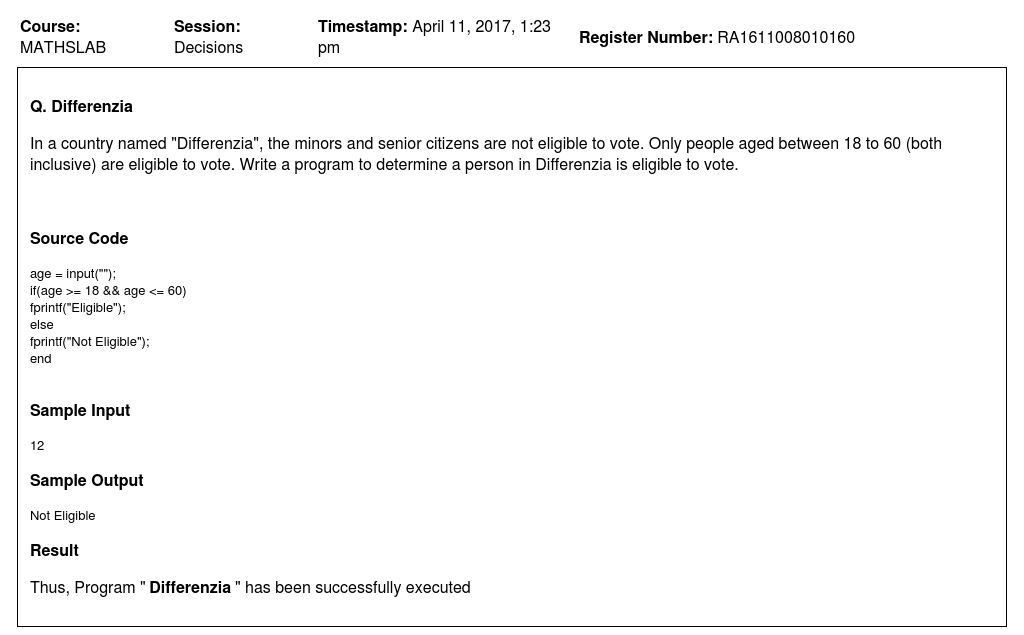 Course:
MATHSLAB
Session:
Decisions
Timestamp: April 11, 2017, 1:23
pm
Register Number: RA1611008010160
Q. Differenzia
In a country named "Differenzia", the minors and senior citizens are not eligible to vote. Only people aged between 18 to 60 (both
inclusive) are eligible to vote. Write a program to determine a person in Differenzia is eligible to vote.
Source Code
age = input("");
if(age >= 18 && age <= 60)
fprintf("Eligible");
else
fprintf("Not Eligible");
end
Sample Input
12
Sample Output
Not Eligible
Result
Thus, Program " Differenzia " has been successfully executed